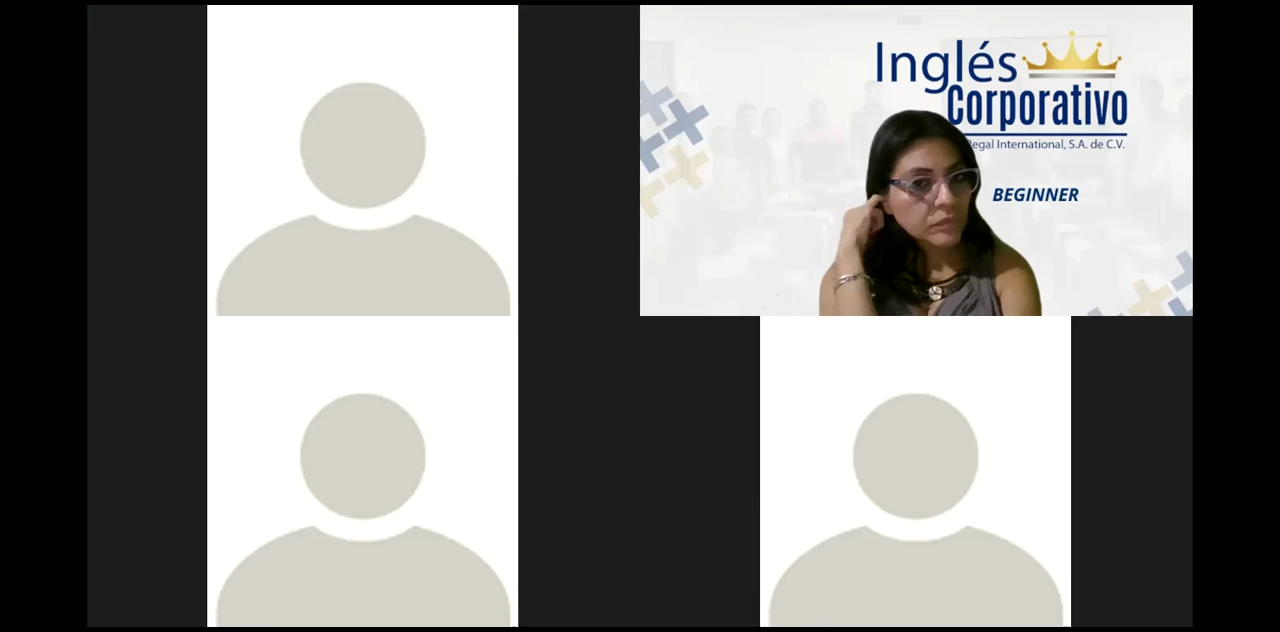 Inglés
Corporativo
Regal International, S.A. de C.V.
BEGINNER